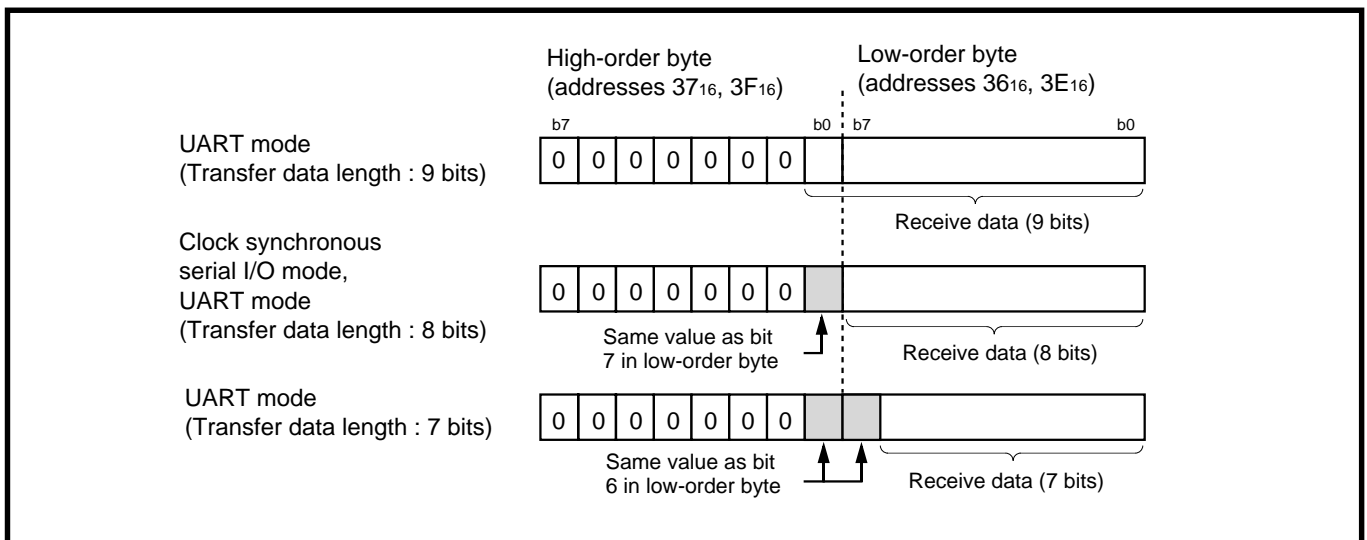 High-order byte
(addresses 3716, 3F16)
Low-order byte
(addresses 3616, 3E16)
b7 b0 b7 b0
UART mode
(Transfer data length : 9 bits)
0 0 0 0 0 0 0
Receive data (9 bits)
Clock synchronous
serial I/O mode,
UART mode
(Transfer data length : 8 bits)
0 0 0 0 0 0 0
Same value as bit
7 in low-order byte
Receive data (8 bits)
UART mode
(Transfer data length : 7 bits)
0 0 0 0 0 0 0
Same value as bit
6 in low-order byte
Receive data (7 bits)